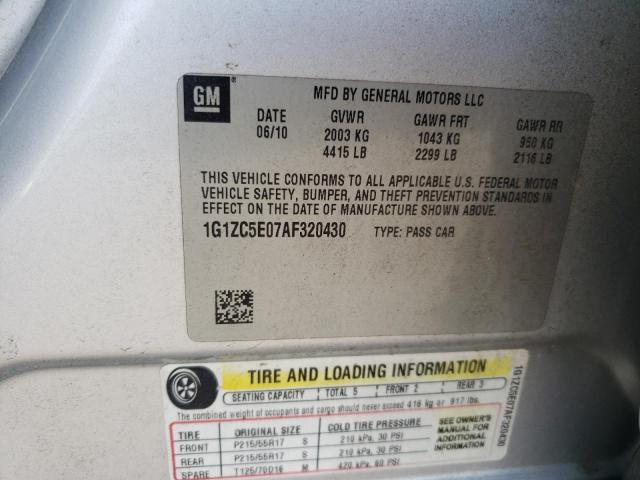 GM
MFD BY GENERAL MOTORS LLC
DATE GVWR GAWR FRT GAWR RR
06/10 2003 KG 1043 KG 960 KG
4415 LB 2299 LB 2116 LB
THIS VEHICLE CONFORMS TO ALL APPLICABLE U.S. FEDERAL MOTOR
VEHICLE SAFETY, BUMPER, AND THEFT PREVENTION STANDARDS IN
EFFECT ON THE DATE OF MANUFACTURE SHOWN ABOVE.
1G1ZC5E07AF320430 TYPE: PASS CAR
TIRE AND LOADING INFORMATION
SEATING CAPACITY TOTAL 5 FRONT 2 REAR 3
The combined weight of occupants and cargo should never exceed 416 kg or 917 lbs.
TIRE ORIGINAL SIZE COLD TIRE PRESSURE
FRONT P215/55R17 S 210 kPa, 30 PSI
REAR P215/55R17 S 210 kPa, 30 PSI
SPARE T125/70D16 M 420 kPa, 60 PSI
SEE OWNER'S
MANUAL FOR
ADDITIONAL
INFORMATION
1G1ZC5E07AF320430